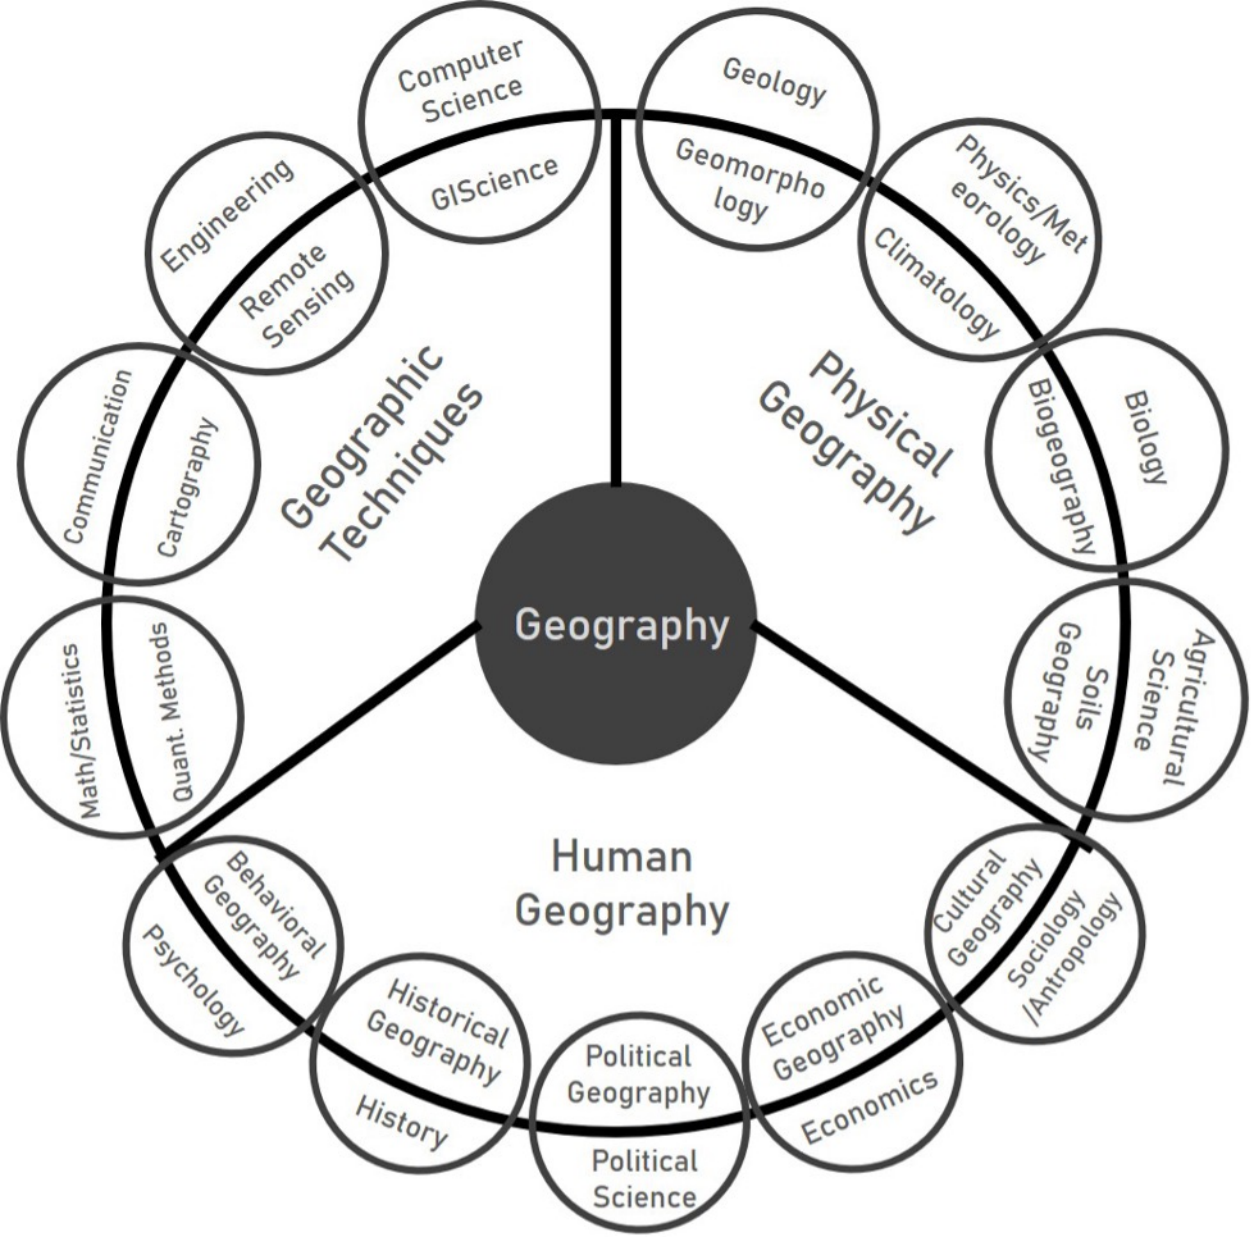 Computer
Science
GIScience
Geology
Geomorpho
logy
Physics/Met
eorology
Climatology
Biology
Biogeography
Agricultural
Science
Soils
Geography
Cultural
Geography
Sociology
/Antropology
Economic
Geography
Economics
Political
Geography
Political
Science
Historical
Geography
History
Behavioral
Geography
Psychology
Quant. Methods
Math/Statistics
Communication
Cartography
Engineering
Remote
Sensing
Geographic
Techniques
Physical
Geography
Human
Geography
Geography